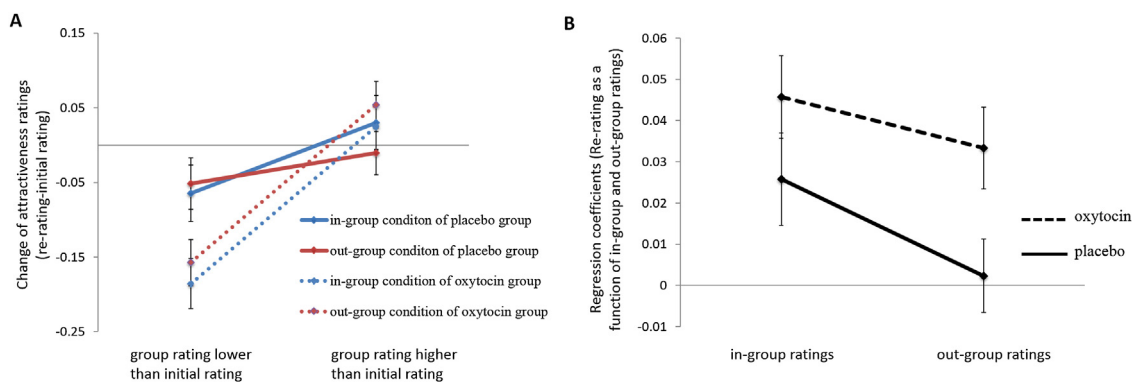 A
Change of attractiveness ratings
(re-rating-initial rating)
0.15
0.05
-0.05
-0.15
-0.25
in-group conditon of placebo group
out-group conditon of placebo group
in-group condition of oxytocin group
out-group condition of oxytocin group
group rating lower
than initial rating
group rating higher
than initial rating
B
Regression coefficients (Re-rating as a
function of in-group and out-group ratings)
0.06
0.05
0.04
0.03
0.02
0.01
0
-0.01
oxytocin
placebo
in-group ratings
out-group ratings